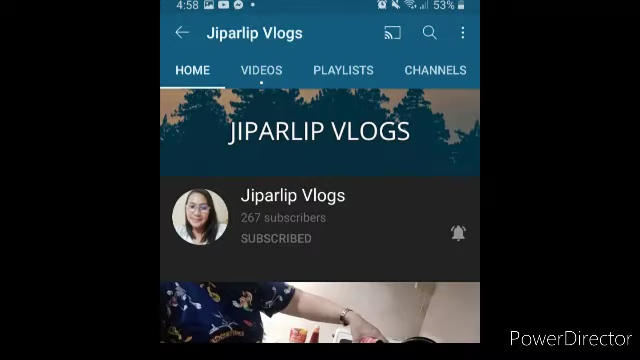 4:58 53%
Jiparlip Vlogs
HOME VIDEOS PLAYLISTS CHANNELS
JIPARLIP VLOGS
Jiparlip Vlogs
267 subscribers
SUBSCRIBED
PowerDirector